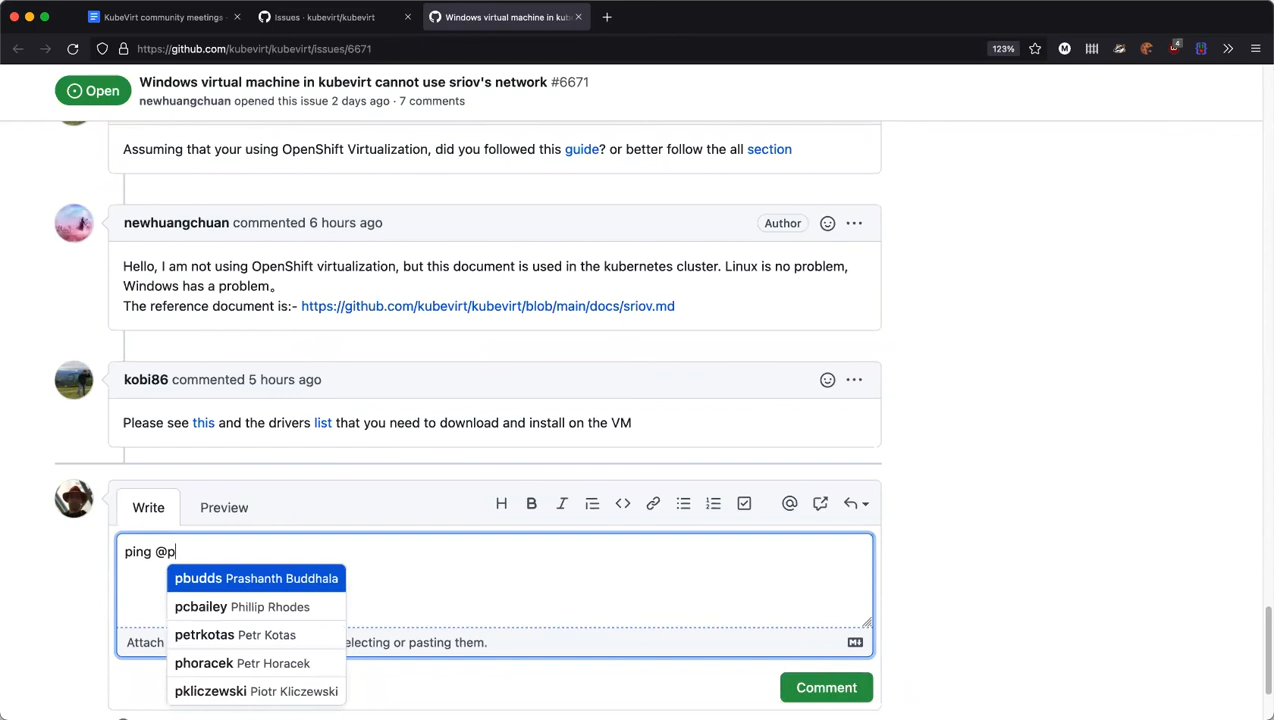 KubeVirt community meetings
Issues · kubevirt/kubevirt
Windows virtual machine in kub
https://github.com/kubevirt/kubevirt/issues/6671
123%
4
Open
Windows virtual machine in kubevirt cannot use sriov's network #6671
newhuangchuan opened this issue 2 days ago · 7 comments
Assuming that your using OpenShift Virtualization, did you followed this guide? or better follow the all section
newhuangchuan commented 6 hours ago
Author
Hello, I am not using OpenShift virtualization, but this document is used in the kubernetes cluster. Linux is no problem,
Windows has a problem。
The reference document is:- https://github.com/kubevirt/kubevirt/blob/main/docs/sriov.md
kobi86 commented 5 hours ago
Please see this and the drivers list that you need to download and install on the VM
Write
Preview
ping @p
pbudds Prashanth Buddhala
pcbailey Phillip Rhodes
petrkotas Petr Kotas
Attach
electing or pasting them.
phoracek Petr Horacek
pkliczewski Piotr Kliczewski
Comment